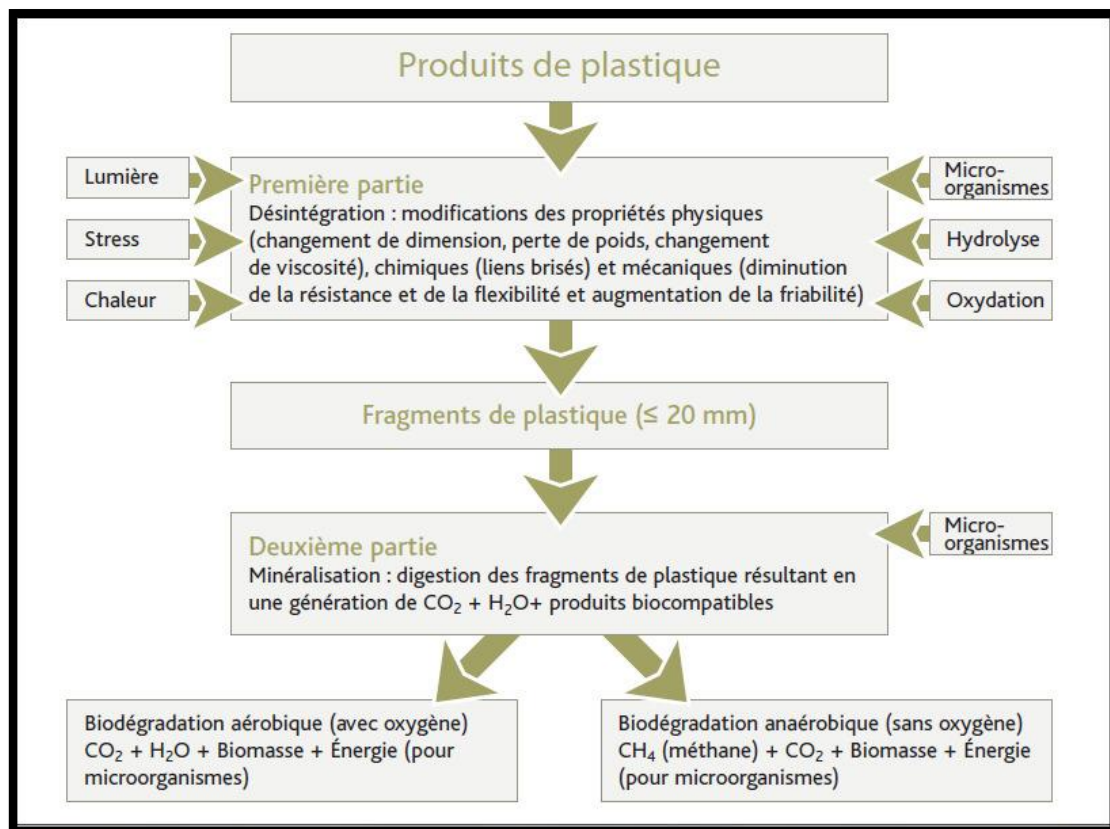 Produits de plastique
Lumière
Stress
Chaleur
Première partie
Désintégration : modifications des propriétés physiques
(changement de dimension, perte de poids, changement
de viscosité), chimiques (liens brisés) et mécaniques (diminution
de la résistance et de la flexibilité et augmentation de la friabilité)
Micro-
organismes
Hydrolyse
Oxydation
Fragments de plastique (≤ 20 mm)
Deuxième partie
Minéralisation : digestion des fragments de plastique résultant en
une génération de CO₂ + H₂O+ produits biocompatibles
Micro-
organismes
Biodégradation aérobique (avec oxygène)
CO₂ + H₂O + Biomasse + Énergie (pour
microorganismes)
Biodégradation anaérobique (sans oxygène)
CH₄ (méthane) + CO₂ + Biomasse + Énergie
(pour microorganismes)